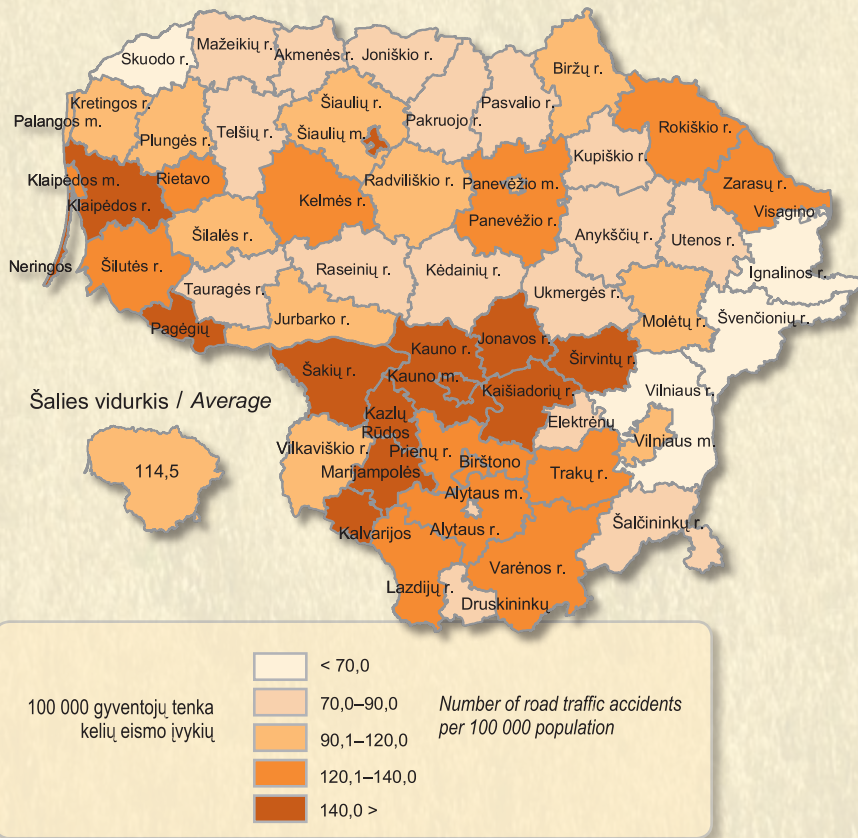 Skuodo r.
Mažeikių r.
Akmenės r.
Joniškio r.
Biržų r.
Kretingos r.
Palangos m.
Plungės r.
Telšių r.
Šiaulių r.
Šiaulių m.
Pakruojo r.
Pasvalio r.
Rokiškio r.
Kupiškio r.
Klaipėdos m.
Klaipėdos r.
Rietavo
Kelmės r.
Radviliškio r.
Panevėžio m.
Panevėžio r.
Zarasų r.
Visagino
Anykščių r.
Utenos r.
Ignalinos r.
Neringos
Šilutės r.
Šilalės r.
Tauragės r.
Raseinių r.
Kėdainių r.
Ukmergės r.
Molėtų r.
Švenčionių r.
Pagėgių
Jurbarko r.
Šakių r.
Kauno r.
Kauno m.
Jonavos r.
Kaišiadorių r.
Širvintų r.
Vilniaus r.
Vilniaus m.
Elektrėnų
Kazlų
Rūdos
Vilkaviškio r.
Prienų r.
Marijampolės
Birštono
Trakų r.
Alytaus m.
Alytaus r.
Kalvarijos
Šalčininkų r.
Varėnos r.
Lazdijų r.
Druskininkų
Šalies vidurkis / Average
114,5
100 000 gyventojų tenka
kelių eismo įvykių
< 70,0
70,0–90,0
90,1–120,0
120,1–140,0
140,0 >
Number of road traffic accidents
per 100 000 population